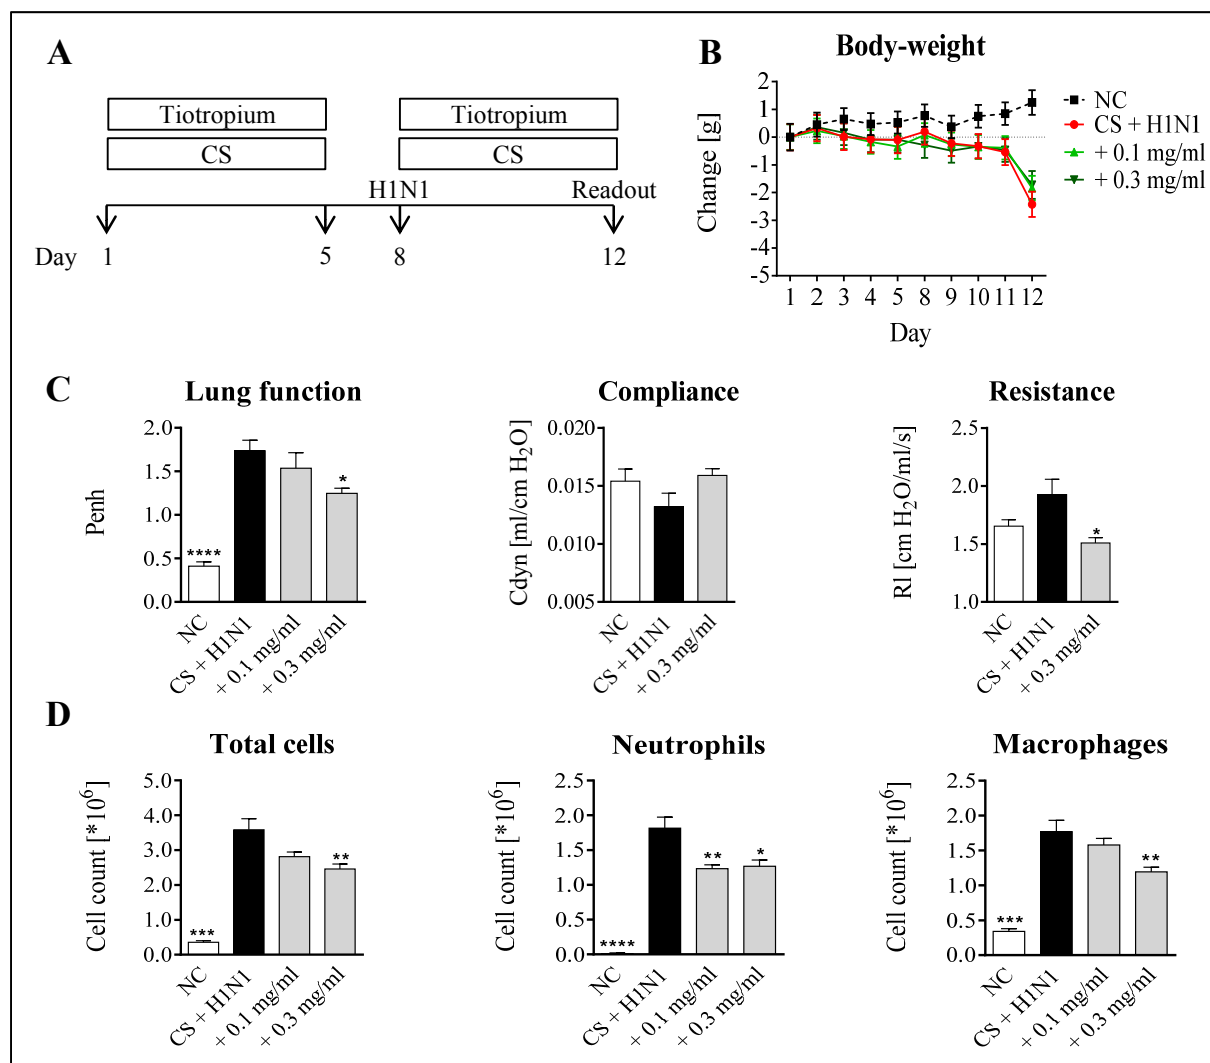 A
Tiotropium
Tiotropium
CS
CS
H1N1
Readout
Day
1
5
8
12
B
Body-weight
Change [g]
2
1
0
-1
-2
-3
-4
-5
1 2 3 4 5 8 9 10 11 12
Day
NC
CS + H1N1
+ 0.1 mg/ml
+ 0.3 mg/ml
C
Lung function
Penh
2.0
1.5
1.0
0.5
0.0
****
*
NC
CS + H1N1
+ 0.1 mg/ml
+ 0.3 mg/ml
Compliance
Cdyn [ml/cm H₂O]
0.020
0.015
0.010
0.005
NC
CS + H1N1
+ 0.3 mg/ml
Resistance
Rl [cm H₂O/ml/s]
2.5
2.0
1.5
1.0
*
NC
CS + H1N1
+ 0.3 mg/ml
D
Total cells
Cell count [*10⁶]
5.0
4.0
3.0
2.0
1.0
0.0
***
**
NC
CS + H1N1
+ 0.1 mg/ml
+ 0.3 mg/ml
Neutrophils
Cell count [*10⁶]
2.5
2.0
1.5
1.0
0.5
0.0
****
**
*
NC
CS + H1N1
+ 0.1 mg/ml
+ 0.3 mg/ml
Macrophages
Cell count [*10⁶]
2.5
2.0
1.5
1.0
0.5
0.0
***
**
NC
CS + H1N1
+ 0.1 mg/ml
+ 0.3 mg/ml